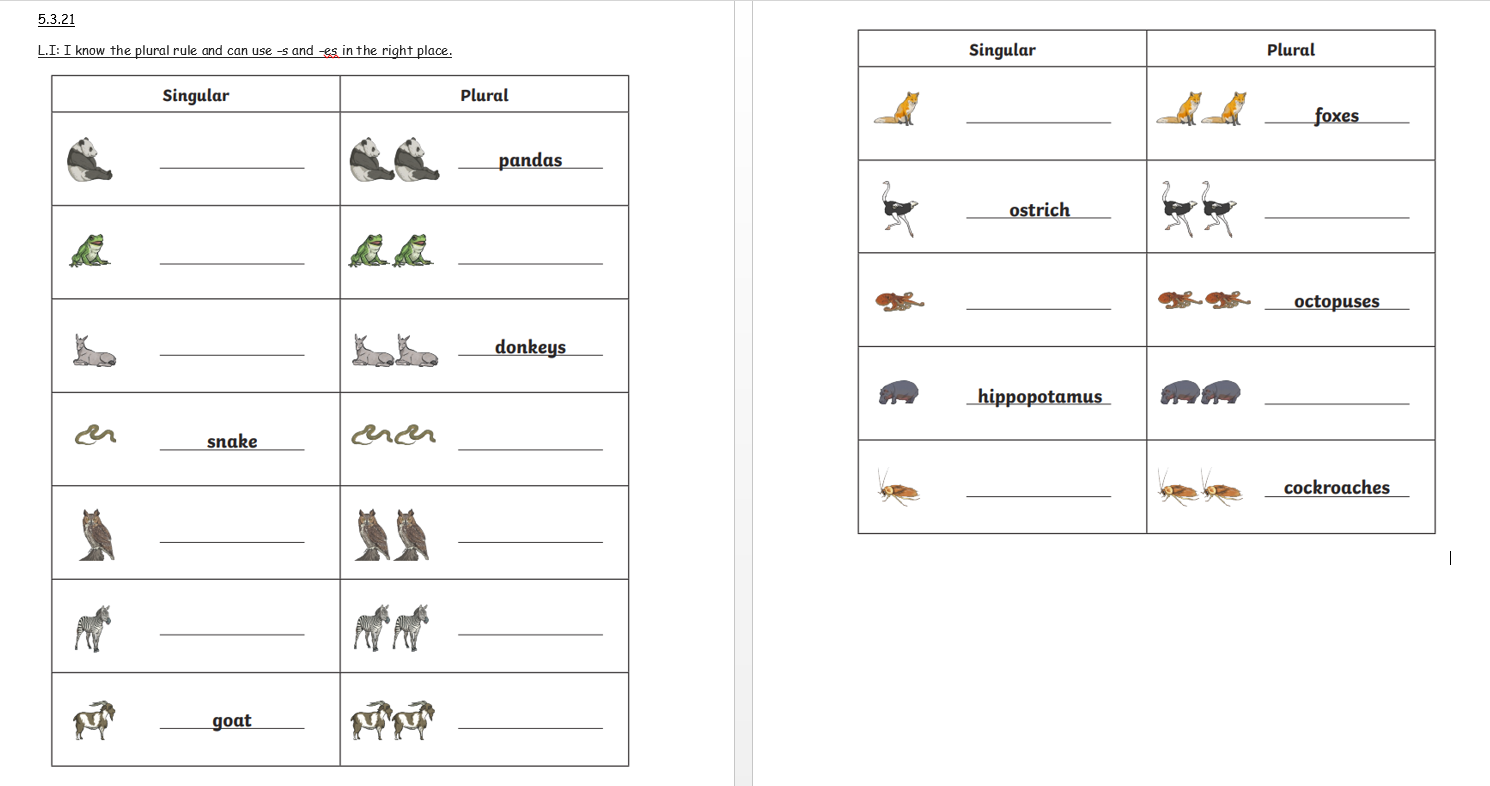 5.3.21
L.I: I know the plural rule and can use –s and –es in the right place.
Singular Plural
pandas
donkeys
snake
goat
Singular Plural
foxes
ostrich
octopuses
hippopotamus
cockroaches